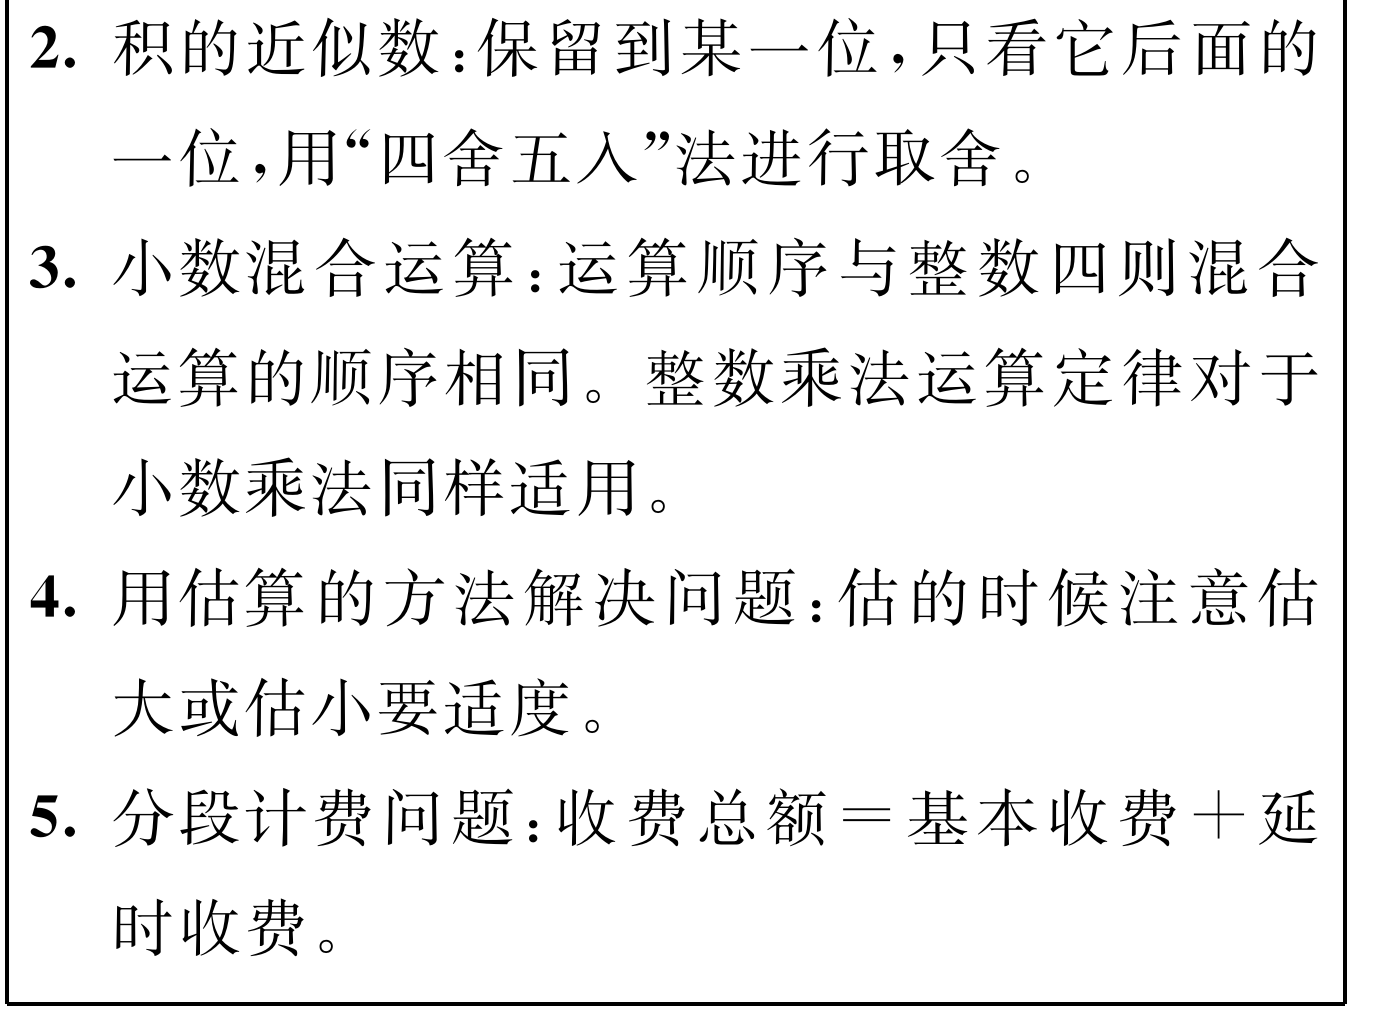 2. 积的近似数:保留到某一位,只看它后面的
一位,用“四舍五入”法进行取舍。
3. 小数混合运算:运算顺序与整数四则混合
运算的顺序相同。整数乘法运算定律对于
小数乘法同样适用。
4. 用估算的方法解决问题:估的时候注意估
大或估小要适度。
5. 分段计费问题:收费总额=基本收费+延
时收费。